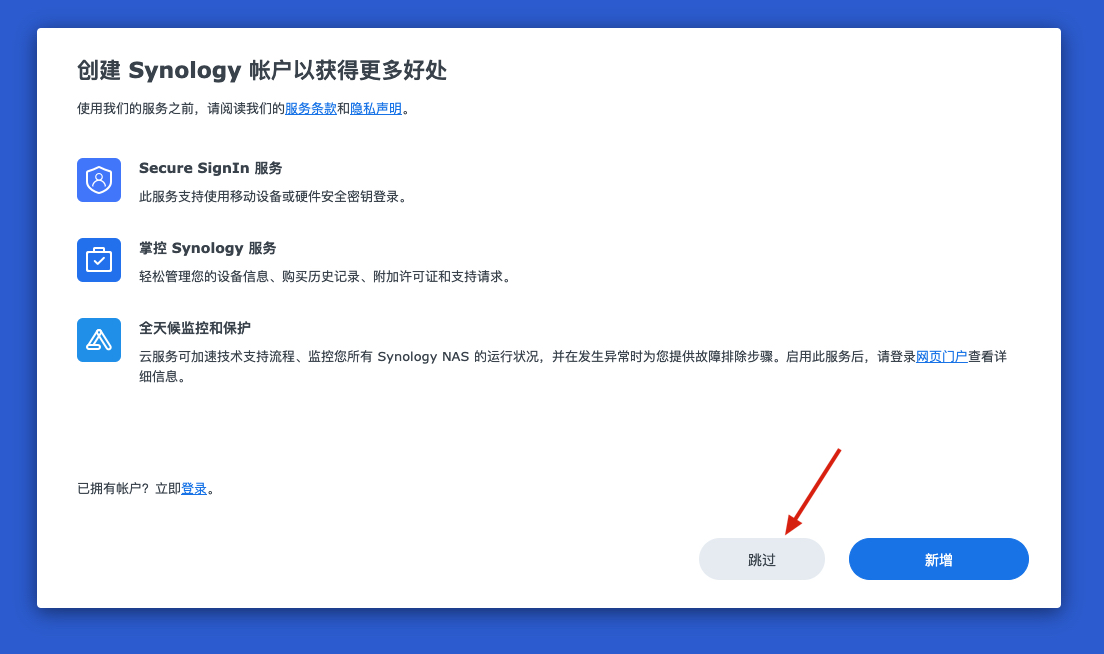 创建 Synology 帐户以获得更多好处
使用我们的服务之前，请阅读我们的服务条款和隐私声明。
Secure SignIn 服务
此服务支持使用移动设备或硬件安全密钥登录。
掌控 Synology 服务
轻松管理您的设备信息、购买历史记录、附加许可证和支持请求。
全天候监控和保护
云服务可加速技术支持流程、监控您所有 Synology NAS 的运行状况，并在发生异常时为您提供故障排除步骤。启用此服务后，请登录网页门户查看详
细信息。
已拥有帐户？立即登录。
跳过
新增